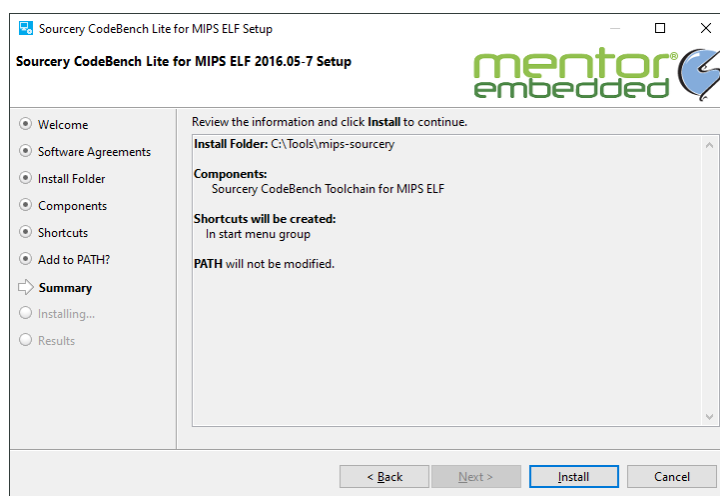 Sourcery CodeBench Lite for MIPS ELF Setup
Sourcery CodeBench Lite for MIPS ELF 2016.05-7 Setup
mentor®
embedded
Welcome
Software Agreements
Install Folder
Components
Shortcuts
Add to PATH?
Summary
Installing...
Results
Review the information and click Install to continue.
Install Folder: C:\Tools\mips-sourcery
Components:
Sourcery CodeBench Toolchain for MIPS ELF
Shortcuts will be created:
In start menu group
PATH will not be modified.
< Back
Next >
Install
Cancel